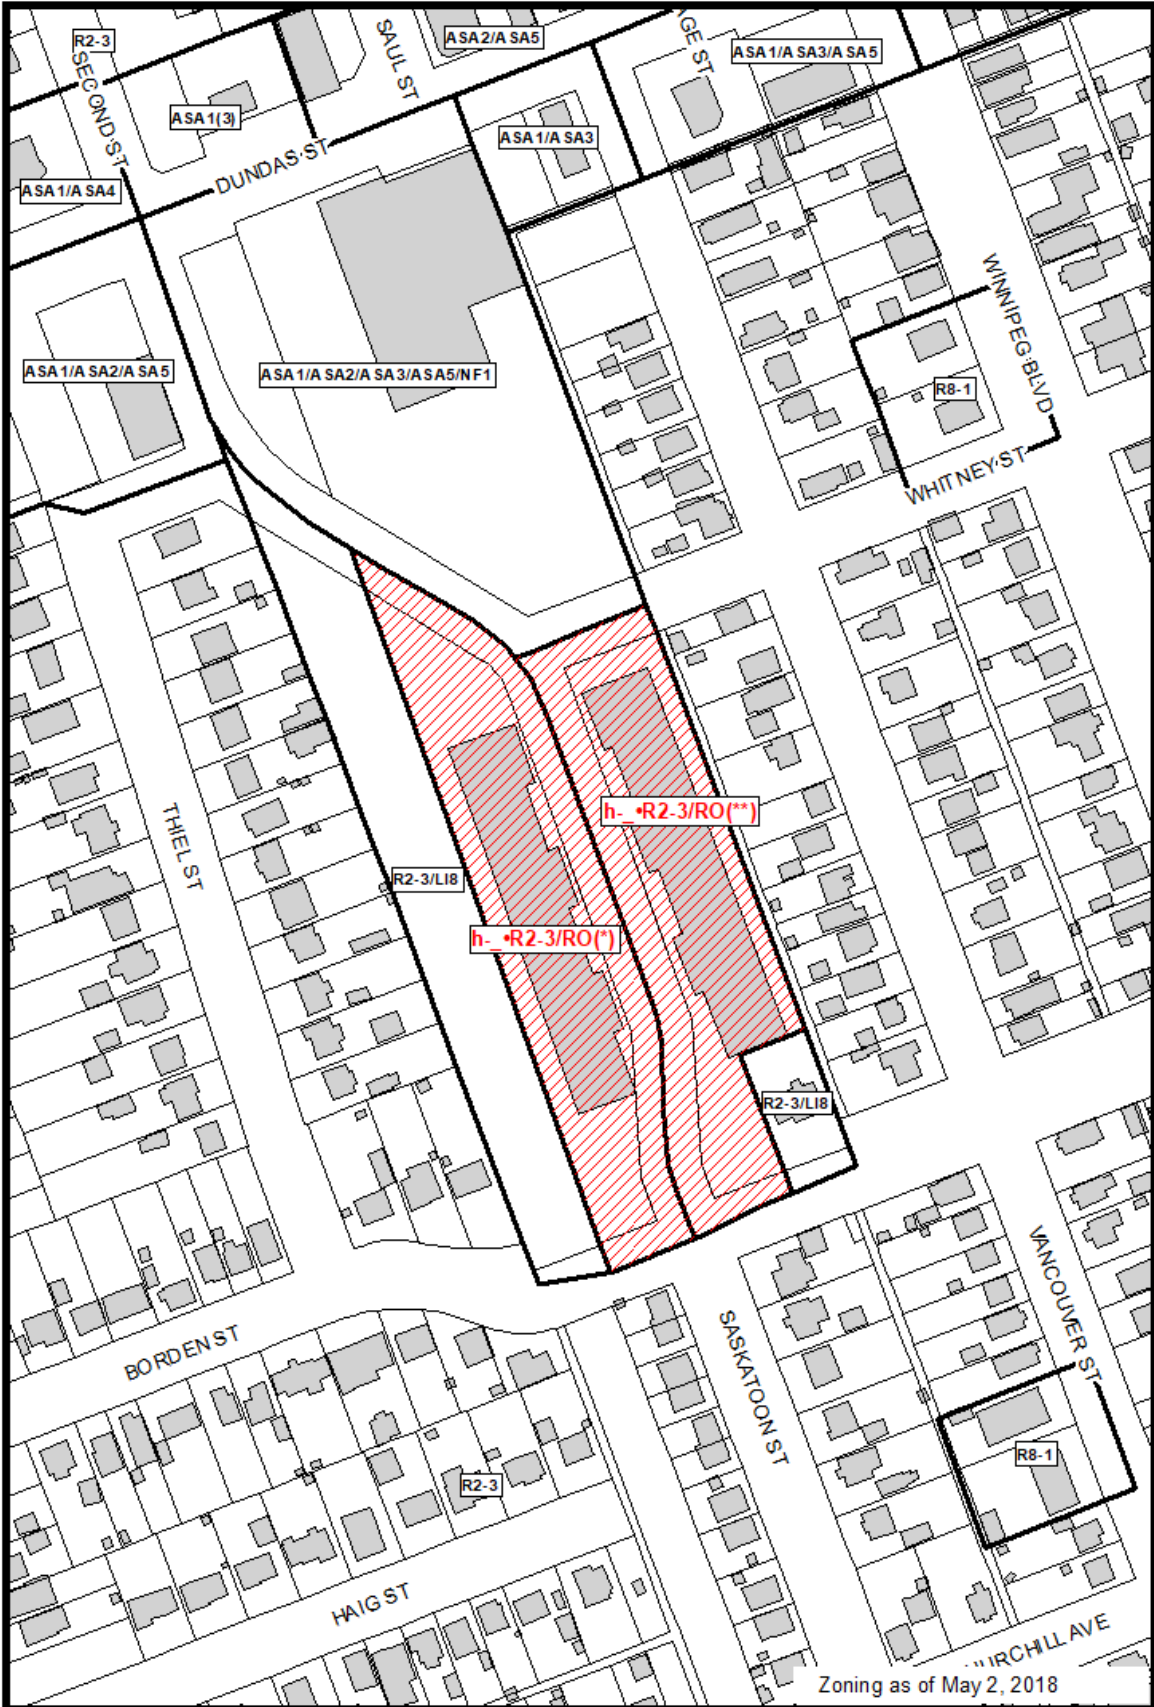 R2-3
SECOND ST
SAUL ST
ASA2/ASA5
AGE ST
ASA1/ASA3/ASA5
ASA1(3)
DUNDAS ST
ASA1/ASA3
ASA1/ASA4
WINNIPEG BLVD
ASA1/ASA2/ASA5
ASA1/ASA2/ASA3/ASA5/NF1
R8-1
WHITNEY ST
THIEL ST
h-_•R2-3/RO(**)
R2-3/LI8
h-_•R2-3/RO(*)
R2-3/LI8
VANCOUVER ST
BORDEN ST
SASKATOON ST
R8-1
R2-3
HAIG ST
HURCHILL AVE
Zoning as of May 2, 2018